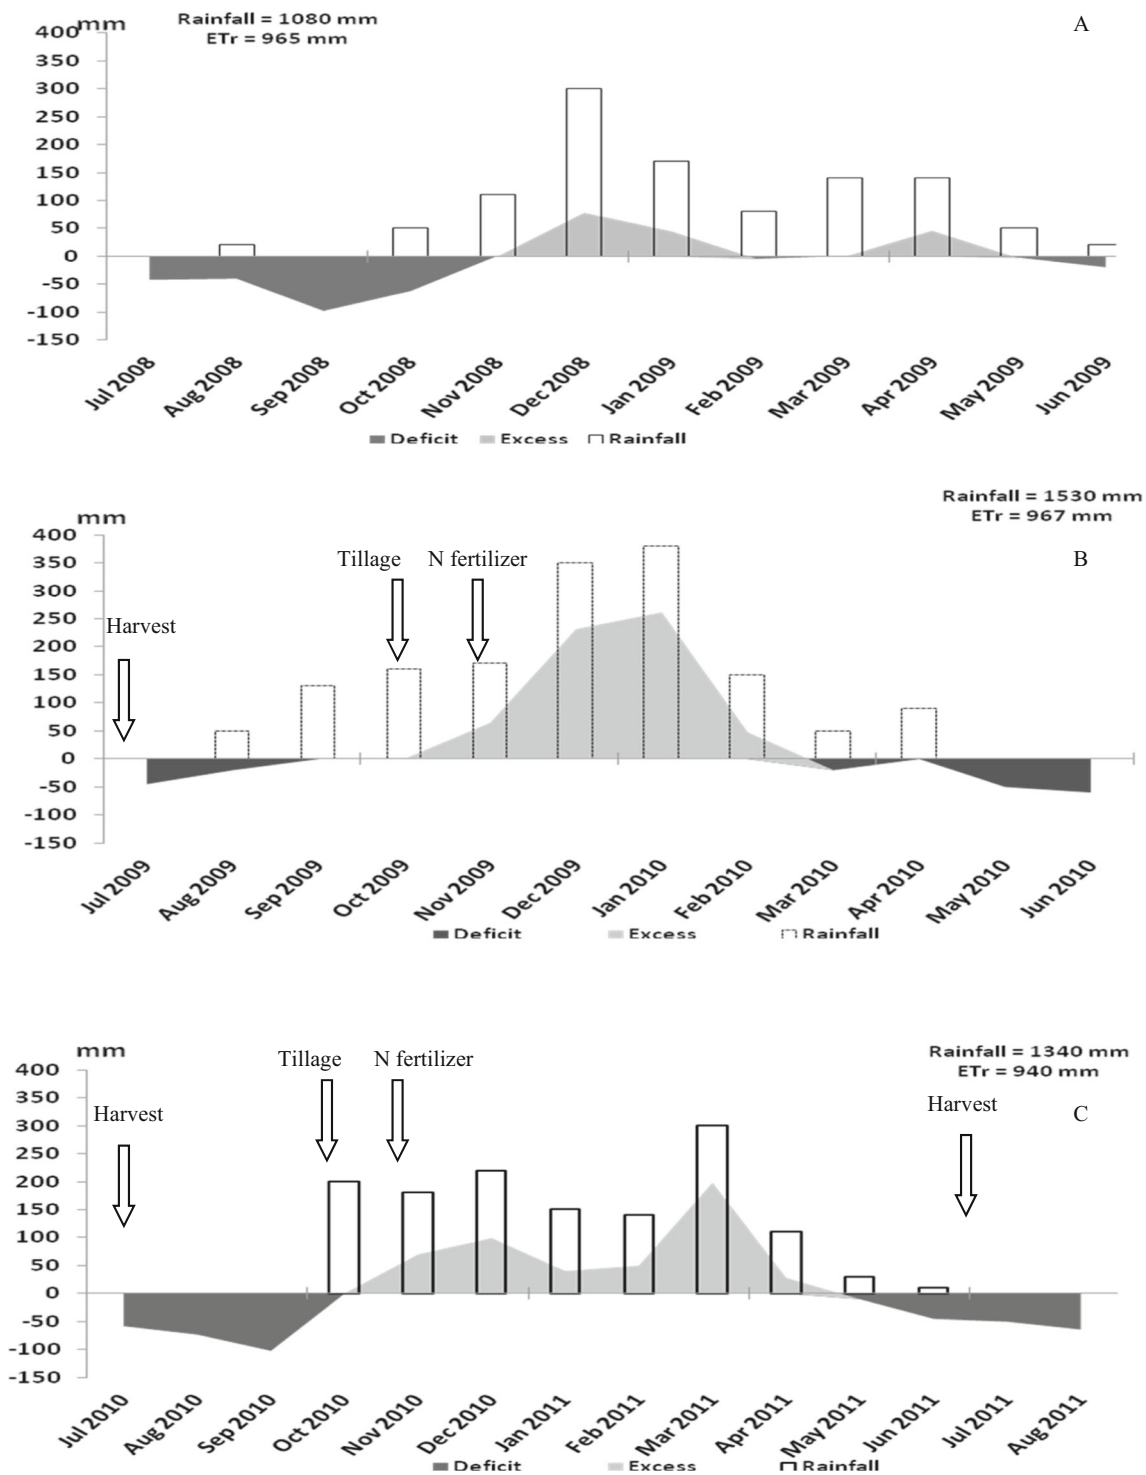 mm
Rainfall = 1080 mm
ETr = 965 mm
A
400
350
300
250
200
150
100
50
0
-50
-100
-150
Jul 2008 Aug 2008 Sep 2008 Oct 2008 Nov 2008 Dec 2008 Jan 2009 Feb 2009 Mar 2009 Apr 2009 May 2009 Jun 2009
Deficit Excess Rainfall
Rainfall = 1530 mm
ETr = 967 mm
mm
B
Tillage N fertilizer
Harvest
400
350
300
250
200
150
100
50
0
-50
-100
-150
Jul 2009 Aug 2009 Sep 2009 Oct 2009 Nov 2009 Dec 2009 Jan 2010 Feb 2010 Mar 2010 Apr 2010 May 2010 Jun 2010
Deficit Excess Rainfall
mm
Rainfall = 1340 mm
ETr = 940 mm
Tillage N fertilizer
Harvest
Harvest
C
400
350
300
250
200
150
100
50
0
-50
-100
-150
Jul 2010 Aug 2010 Sep 2010 Oct 2010 Nov 2010 Dec 2010 Jan 2011 Feb 2011 Mar 2011 Apr 2011 May 2011 Jun 2011 Jul 2011 Aug 2011
Deficit Excess Rainfall